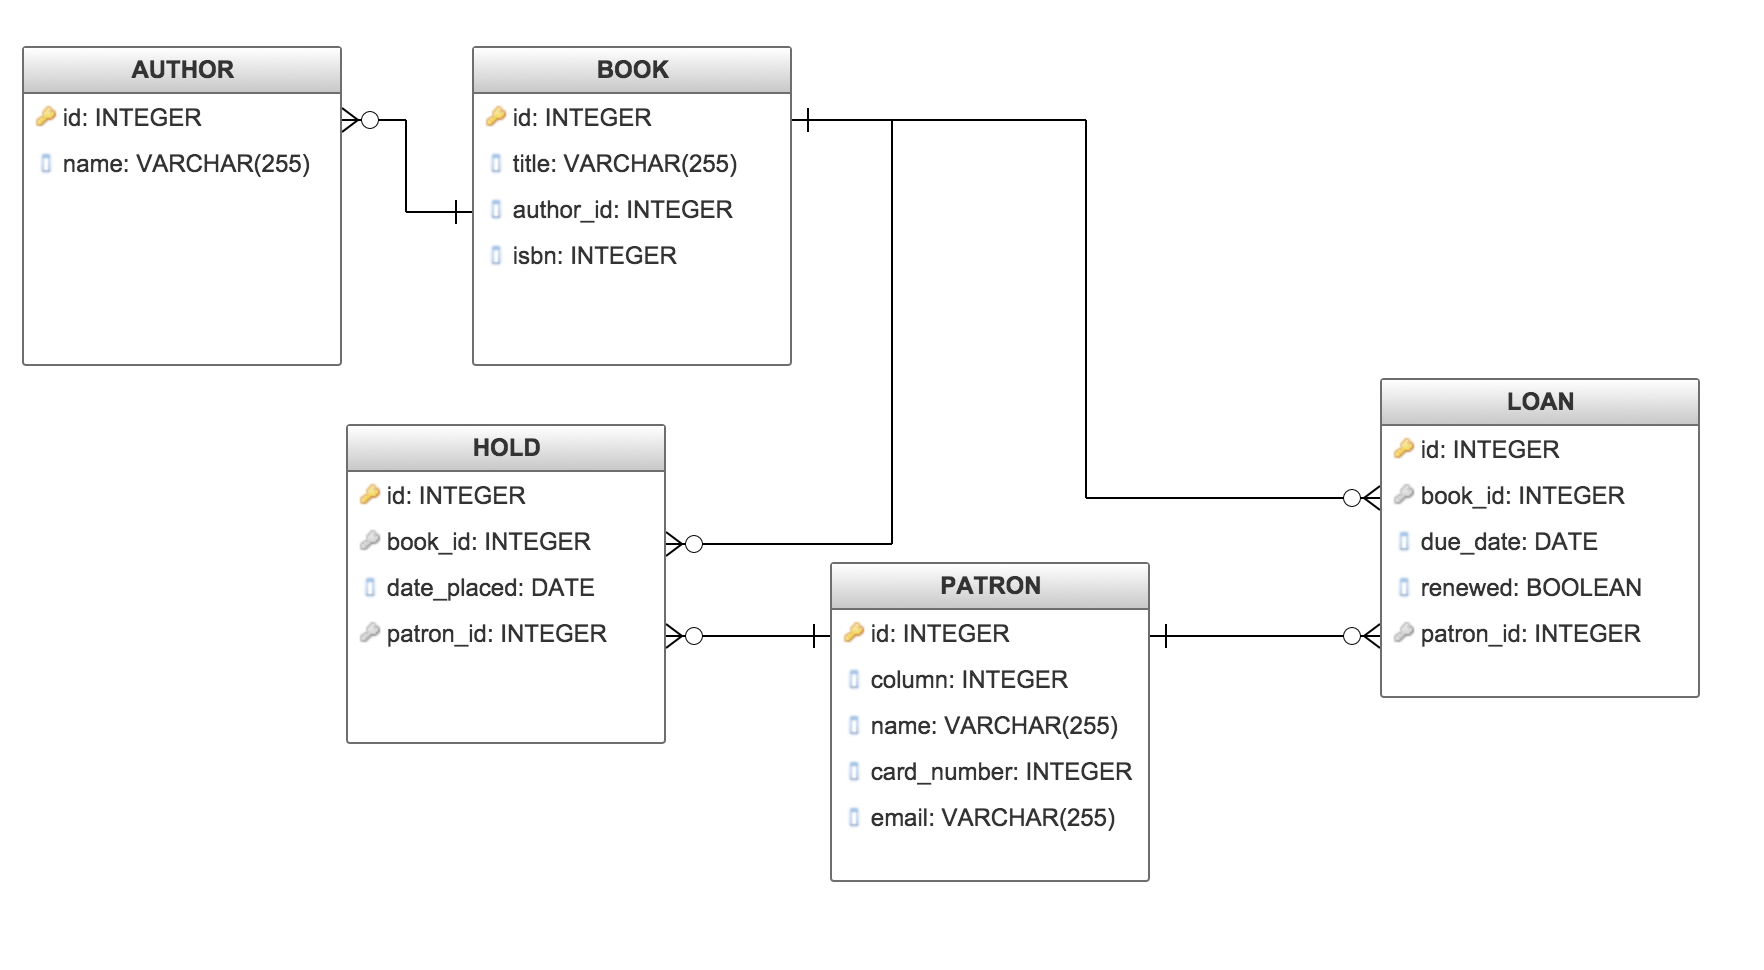 AUTHOR
id: INTEGER
name: VARCHAR(255)
BOOK
id: INTEGER
title: VARCHAR(255)
author_id: INTEGER
isbn: INTEGER
HOLD
id: INTEGER
book_id: INTEGER
date_placed: DATE
patron_id: INTEGER
PATRON
id: INTEGER
column: INTEGER
name: VARCHAR(255)
card_number: INTEGER
email: VARCHAR(255)
LOAN
id: INTEGER
book_id: INTEGER
due_date: DATE
renewed: BOOLEAN
patron_id: INTEGER